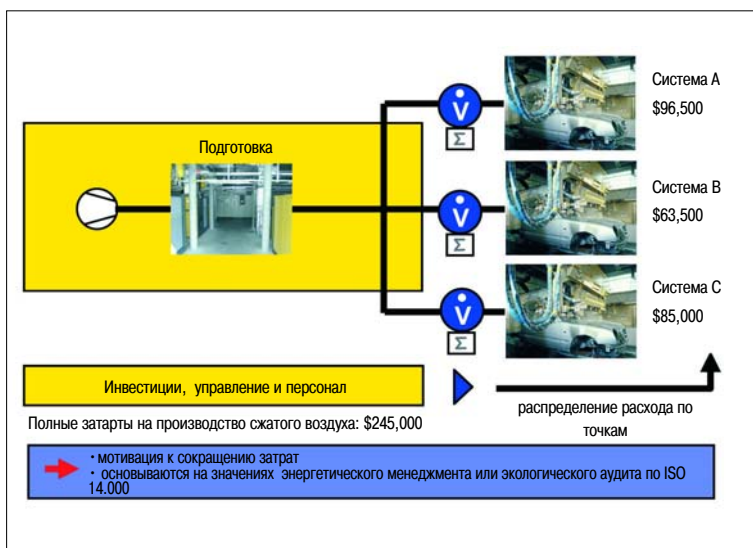 Подготовка
V
Σ
Система A
$96,500
V
Σ
Система B
$63,500
V
Σ
Система C
$85,000
Инвестиции, управление и персонал
Полные затарты на производство сжатого воздуха: $245,000
распределение расхода по
точкам
· мотивация к сокращению затрат
· основываются на значениях энергетического менеджмента или экологического аудита по ISO
14.000